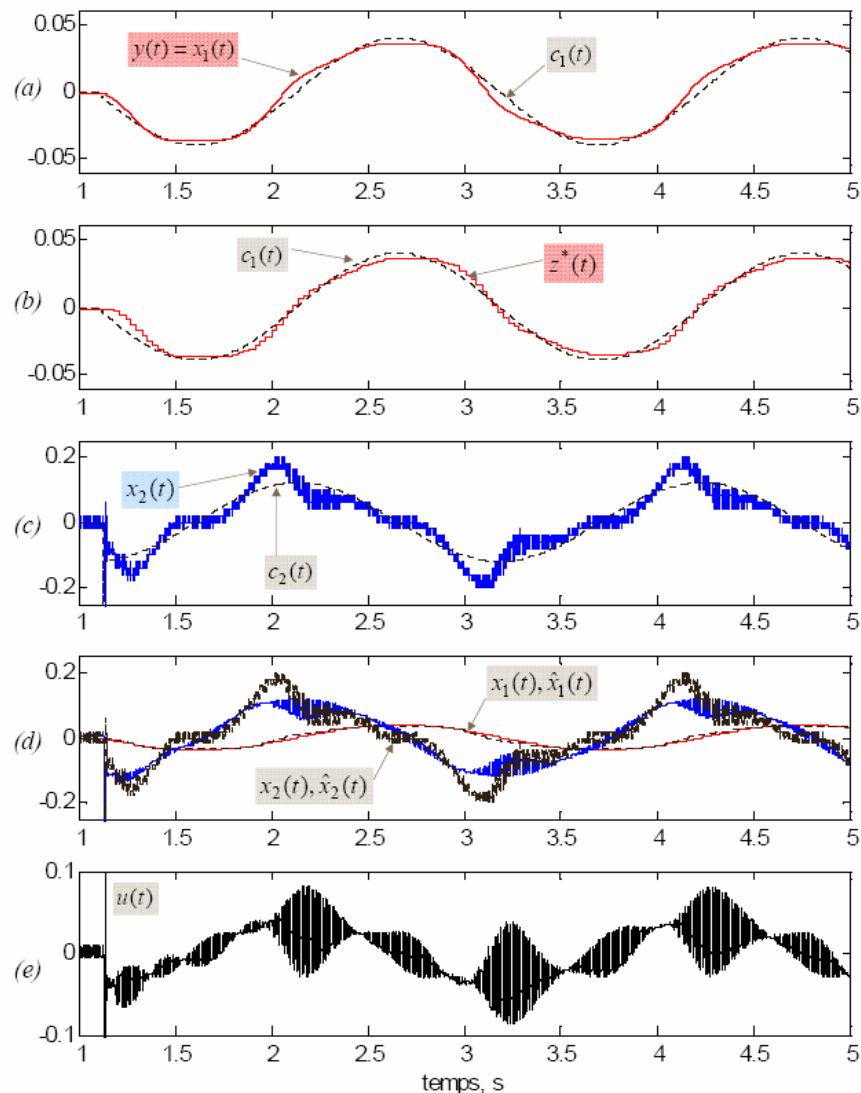 0.05
y(t) = x₁(t)
c₁(t)
(a)
0
-0.05
1 1.5 2 2.5 3 3.5 4 4.5 5
0.05
c₁(t)
z*(t)
(b)
0
-0.05
1 1.5 2 2.5 3 3.5 4 4.5 5
0.2
x₂(t)
(c)
0
c₂(t)
-0.2
1 1.5 2 2.5 3 3.5 4 4.5 5
0.2
x₁(t), x̂₁(t)
(d)
0
x₂(t), x̂₂(t)
-0.2
1 1.5 2 2.5 3 3.5 4 4.5 5
0.1
u(t)
(e)
0
-0.1
1 1.5 2 2.5 3 3.5 4 4.5 5
temps, s